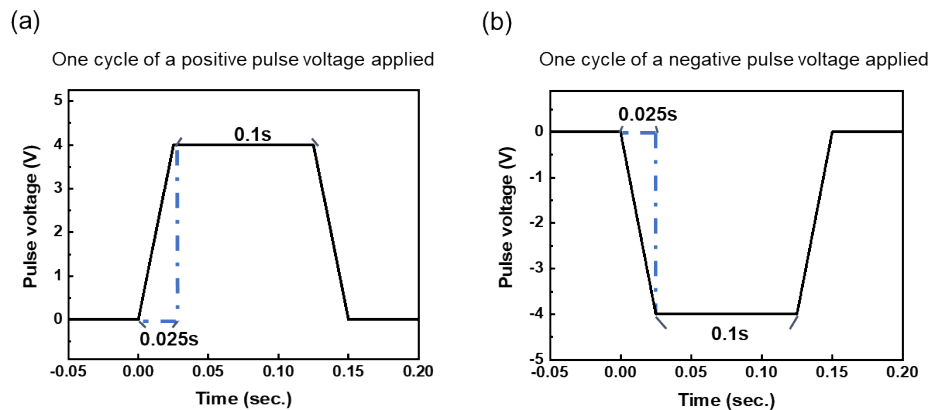 (a)
One cycle of a positive pulse voltage applied
5
4
3
2
1
0
0.1s
0.025s
-0.05 0.00 0.05 0.10 0.15 0.20
Pulse voltage (V)
Time (sec.)
(b)
One cycle of a negative pulse voltage applied
0.025s
0
-1
-2
-3
-4
-5
0.1s
-0.05 0.00 0.05 0.10 0.15 0.20
Pulse voltage (V)
Time (sec.)